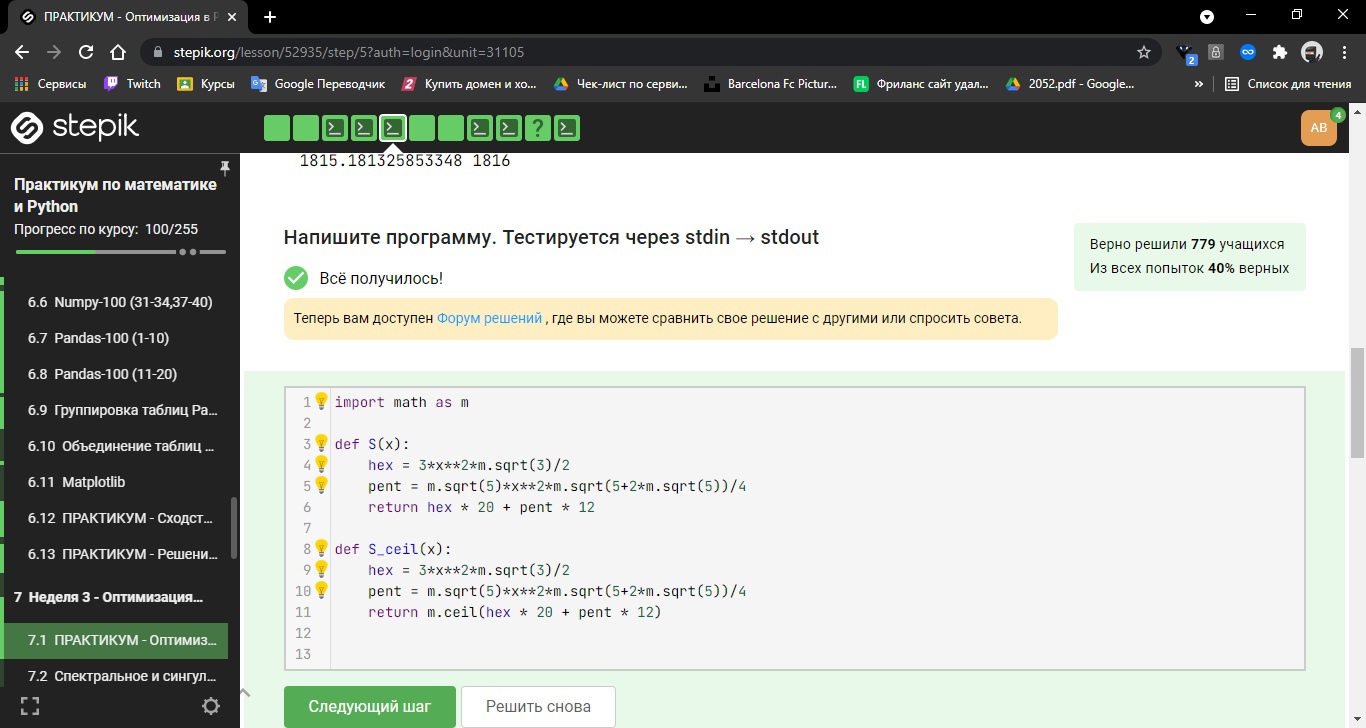 ПРАКТИКУМ - Оптимизация в P
stepik.org/lesson/52935/step/5?auth=login&unit=31105
2
Сервисы Twitch Курсы Google Переводчик Купить домен и хо... Чек-лист по серви... Barcelona Fc Pictur... FL Фриланс сайт удал... 2052.pdf - Google... » Список для чтения
stepik
>_ >_ >_ >_ >_ ? >_
AB 4
Практикум по математике
и Python
Прогресс по курсу: 100/255
6.6 Numpy-100 (31-34,37-40)
6.7 Pandas-100 (1-10)
6.8 Pandas-100 (11-20)
6.9 Группировка таблиц Pa...
6.10 Объединение таблиц ...
6.11 Matplotlib
6.12 ПРАКТИКУМ - Сходст...
6.13 ПРАКТИКУМ - Решени...
7 Неделя 3 - Оптимизация...
7.1 ПРАКТИКУМ - Оптимиз...
7.2 Спектральное и сингул...
1815.181325853348 1816
Напишите программу. Тестируется через stdin → stdout
Всё получилось!
Теперь вам доступен Форум решений , где вы можете сравнить свое решение с другими или спросить совета.
Верно решили 779 учащихся
Из всех попыток 40% верных
1 import math as m
2
3 def S(x):
4 hex = 3*x**2*m.sqrt(3)/2
5 pent = m.sqrt(5)*x**2*m.sqrt(5+2*m.sqrt(5))/4
6 return hex * 20 + pent * 12
7
8 def S_ceil(x):
9 hex = 3*x**2*m.sqrt(3)/2
10 pent = m.sqrt(5)*x**2*m.sqrt(5+2*m.sqrt(5))/4
11 return m.ceil(hex * 20 + pent * 12)
12
13
Следующий шаг
Решить снова